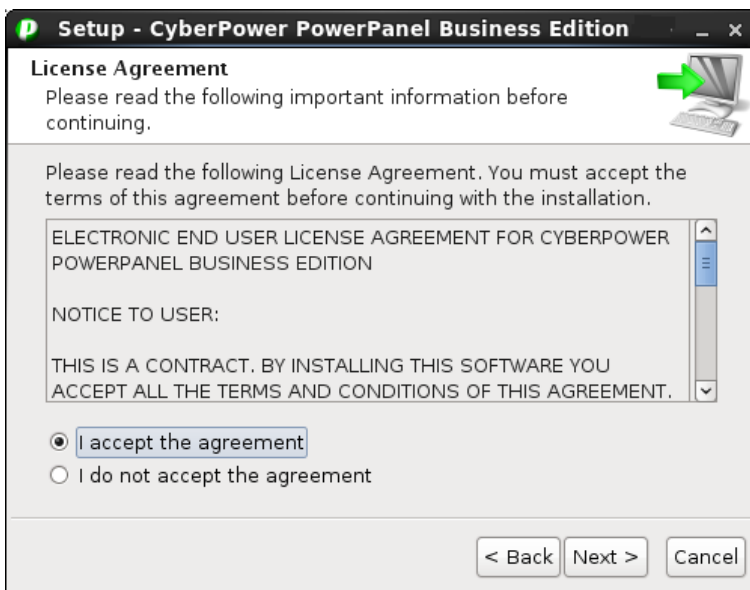 Setup - CyberPower PowerPanel Business Edition
License Agreement
Please read the following important information before
continuing.
Please read the following License Agreement. You must accept the
terms of this agreement before continuing with the installation.
ELECTRONIC END USER LICENSE AGREEMENT FOR CYBERPOWER
POWERPANEL BUSINESS EDITION
NOTICE TO USER:
THIS IS A CONTRACT. BY INSTALLING THIS SOFTWARE YOU
ACCEPT ALL THE TERMS AND CONDITIONS OF THIS AGREEMENT.
I accept the agreement
I do not accept the agreement
< Back Next > Cancel